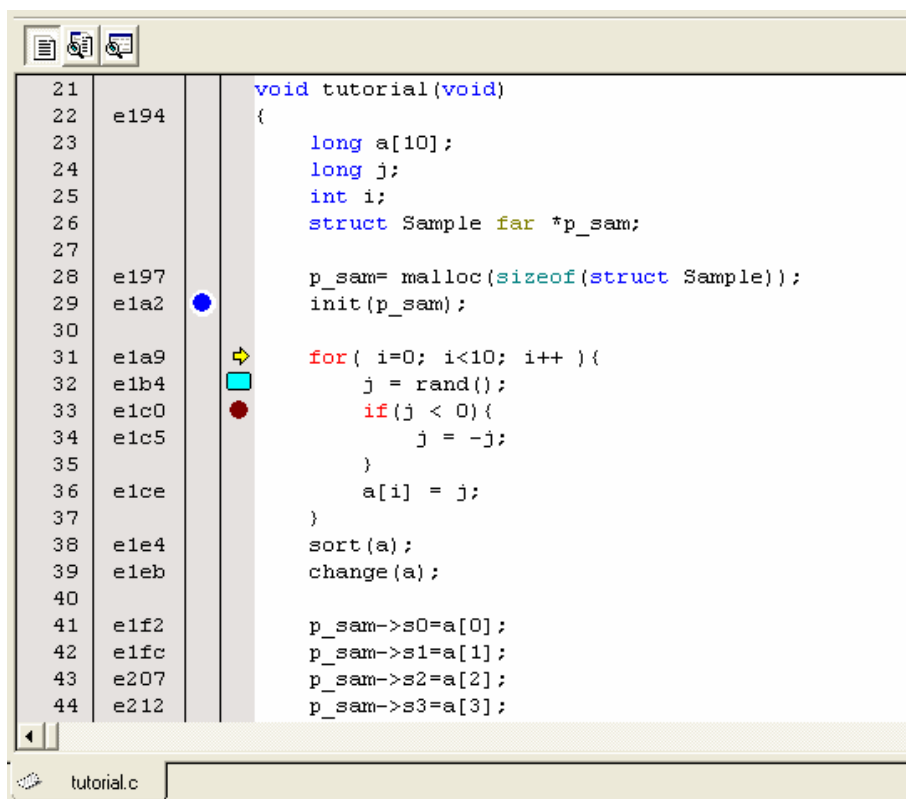 21 void tutorial(void)
22 e194 {
23 long a[10];
24 long j;
25 int i;
26 struct Sample far *p_sam;
27
28 e197 p_sam= malloc(sizeof(struct Sample));
29 e1a2 init(p_sam);
30
31 e1a9 for( i=0; i<10; i++ ){
32 e1b4 j = rand();
33 e1c0 if(j < 0){
34 e1c5 j = -j;
35 }
36 e1ce a[i] = j;
37 }
38 e1e4 sort(a);
39 e1eb change(a);
40
41 e1f2 p_sam->s0=a[0];
42 e1fc p_sam->s1=a[1];
43 e207 p_sam->s2=a[2];
44 e212 p_sam->s3=a[3];
tutorial.c